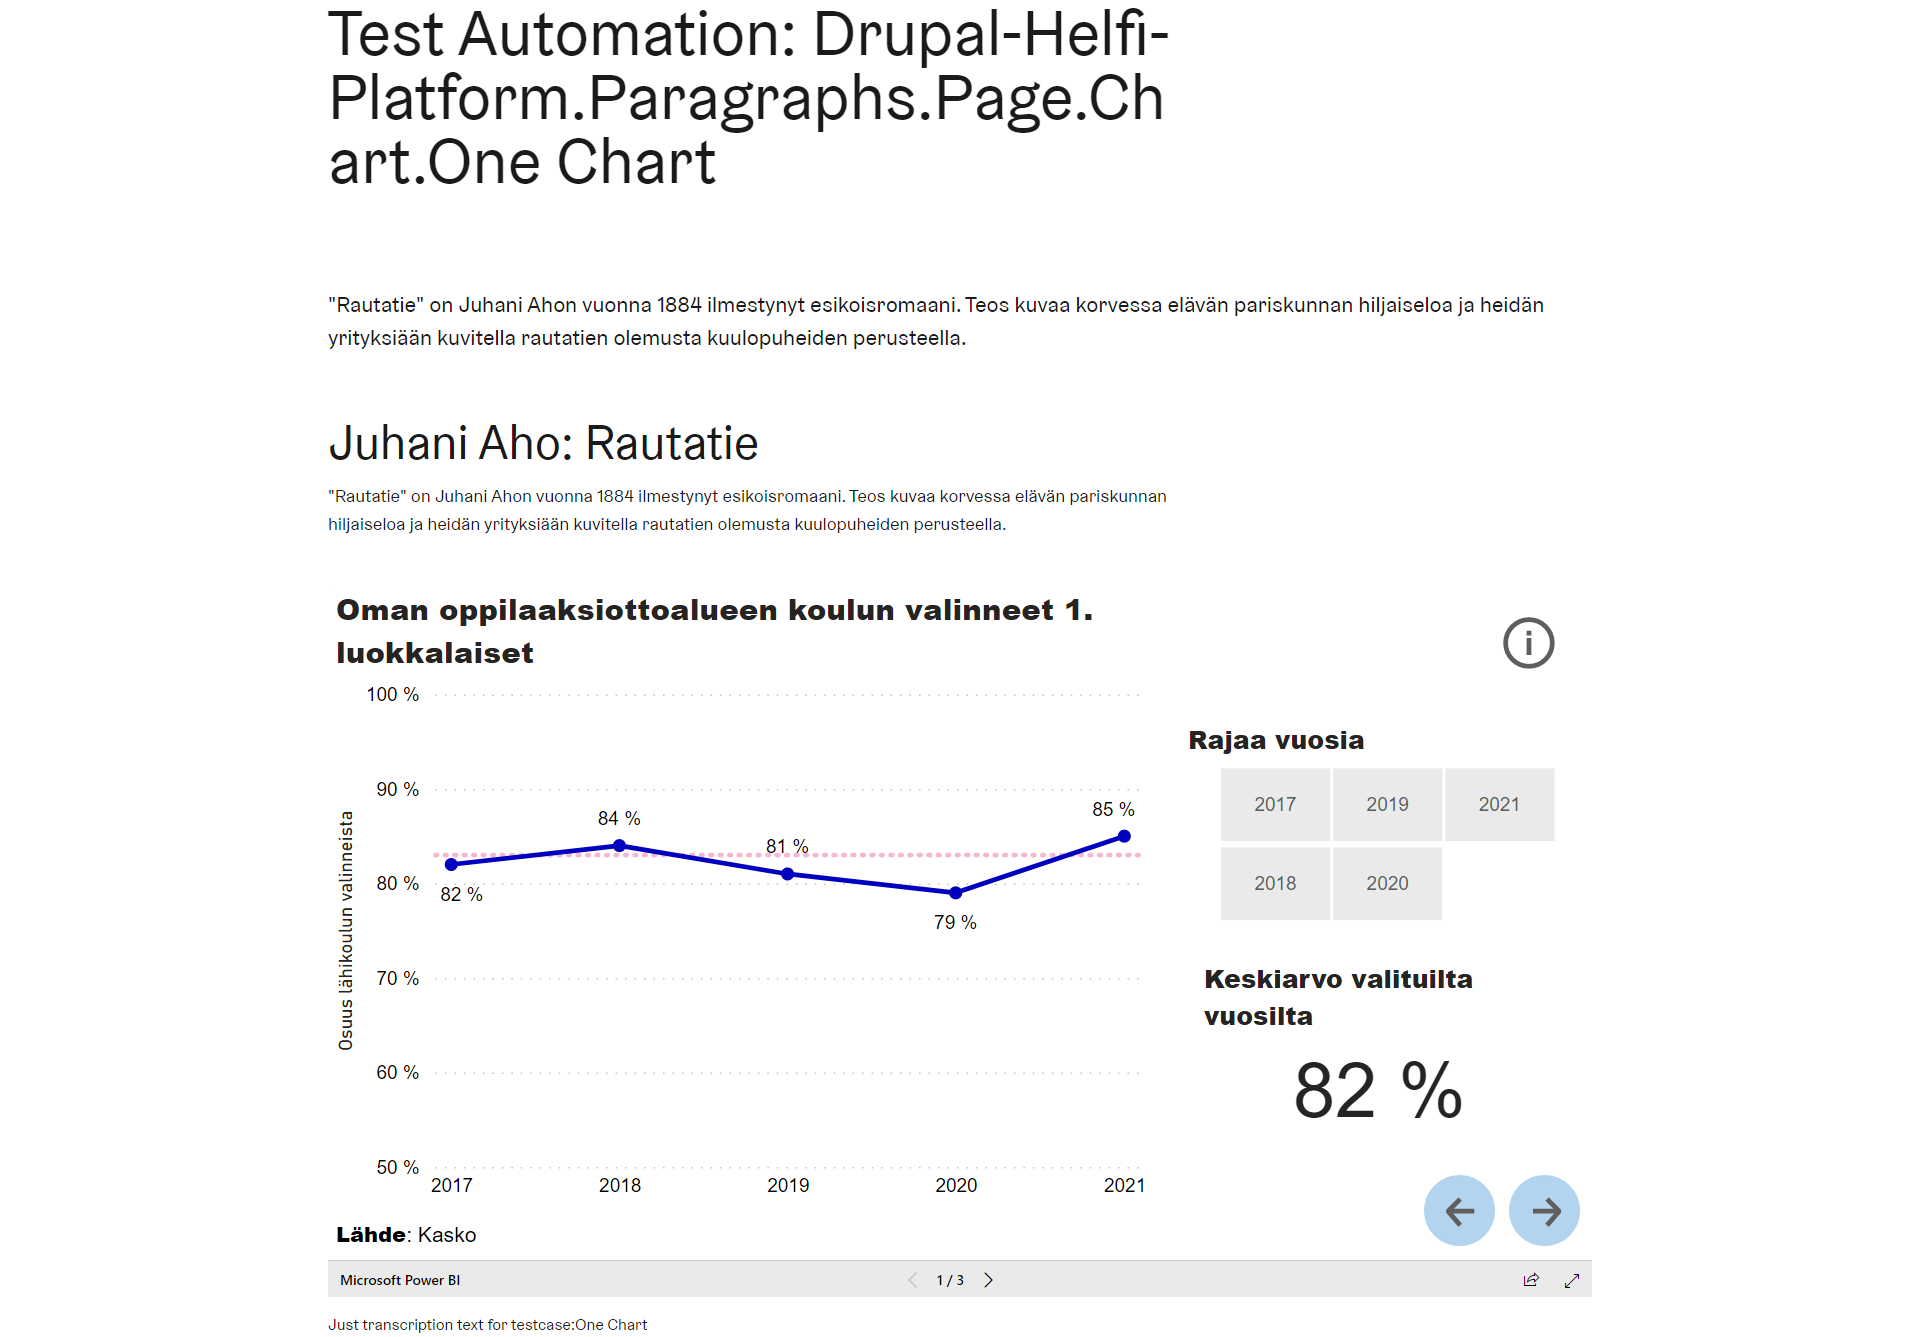 Test Automation: Drupal-Helfi-
Platform.Paragraphs.Page.Ch
art.One Chart
"Rautatie" on Juhani Ahon vuonna 1884 ilmestynyt esikoisromaani. Teos kuvaa korvessa elävän pariskunnan hiljaiseloa ja heidän
yrityksiään kuvitella rautatien olemusta kuulopuheiden perusteella.
Juhani Aho: Rautatie
"Rautatie" on Juhani Ahon vuonna 1884 ilmestynyt esikoisromaani. Teos kuvaa korvessa elävän pariskunnan
hiljaiseloa ja heidän yrityksiään kuvitella rautatien olemusta kuulopuheiden perusteella.
Oman oppilaaksiottoalueen koulun valinneet 1.
luokkalaiset
i
Osuus lähikoulun valinneista
100 %
90 %
80 %
70 %
60 %
50 %
82 %
84 %
81 %
79 %
85 %
2017 2018 2019 2020 2021
Rajaa vuosia
2017 2019 2021
2018 2020
Keskiarvo valituilta
vuosilta
82 %
Lähde: Kasko
Microsoft Power BI 1 / 3
Just transcription text for testcase:One Chart